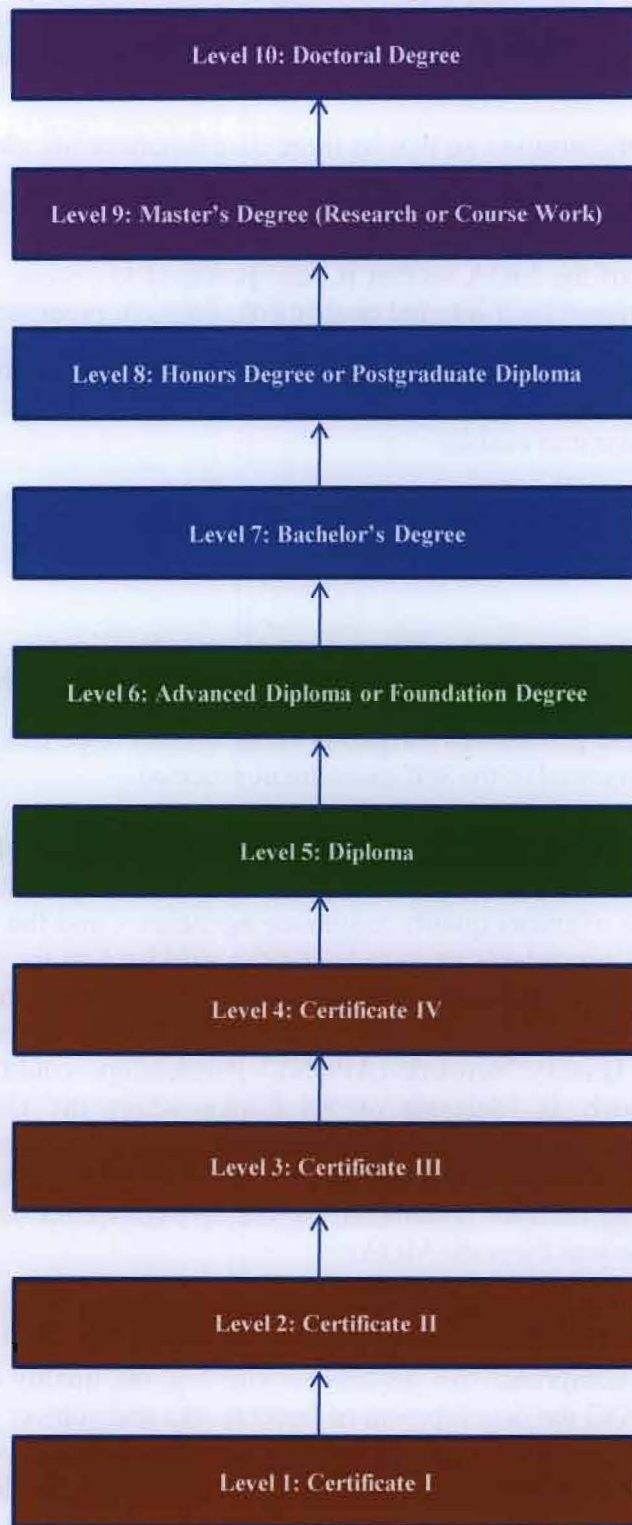 Level 10: Doctoral Degree
Level 9: Master's Degree (Research or Course Work)
Level 8: Honors Degree or Postgraduate Diploma
Level 7: Bachelor's Degree
Level 6: Advanced Diploma or Foundation Degree
Level 5: Diploma
Level 4: Certificate IV
Level 3: Certificate III
Level 2: Certificate II
Level 1: Certificate I